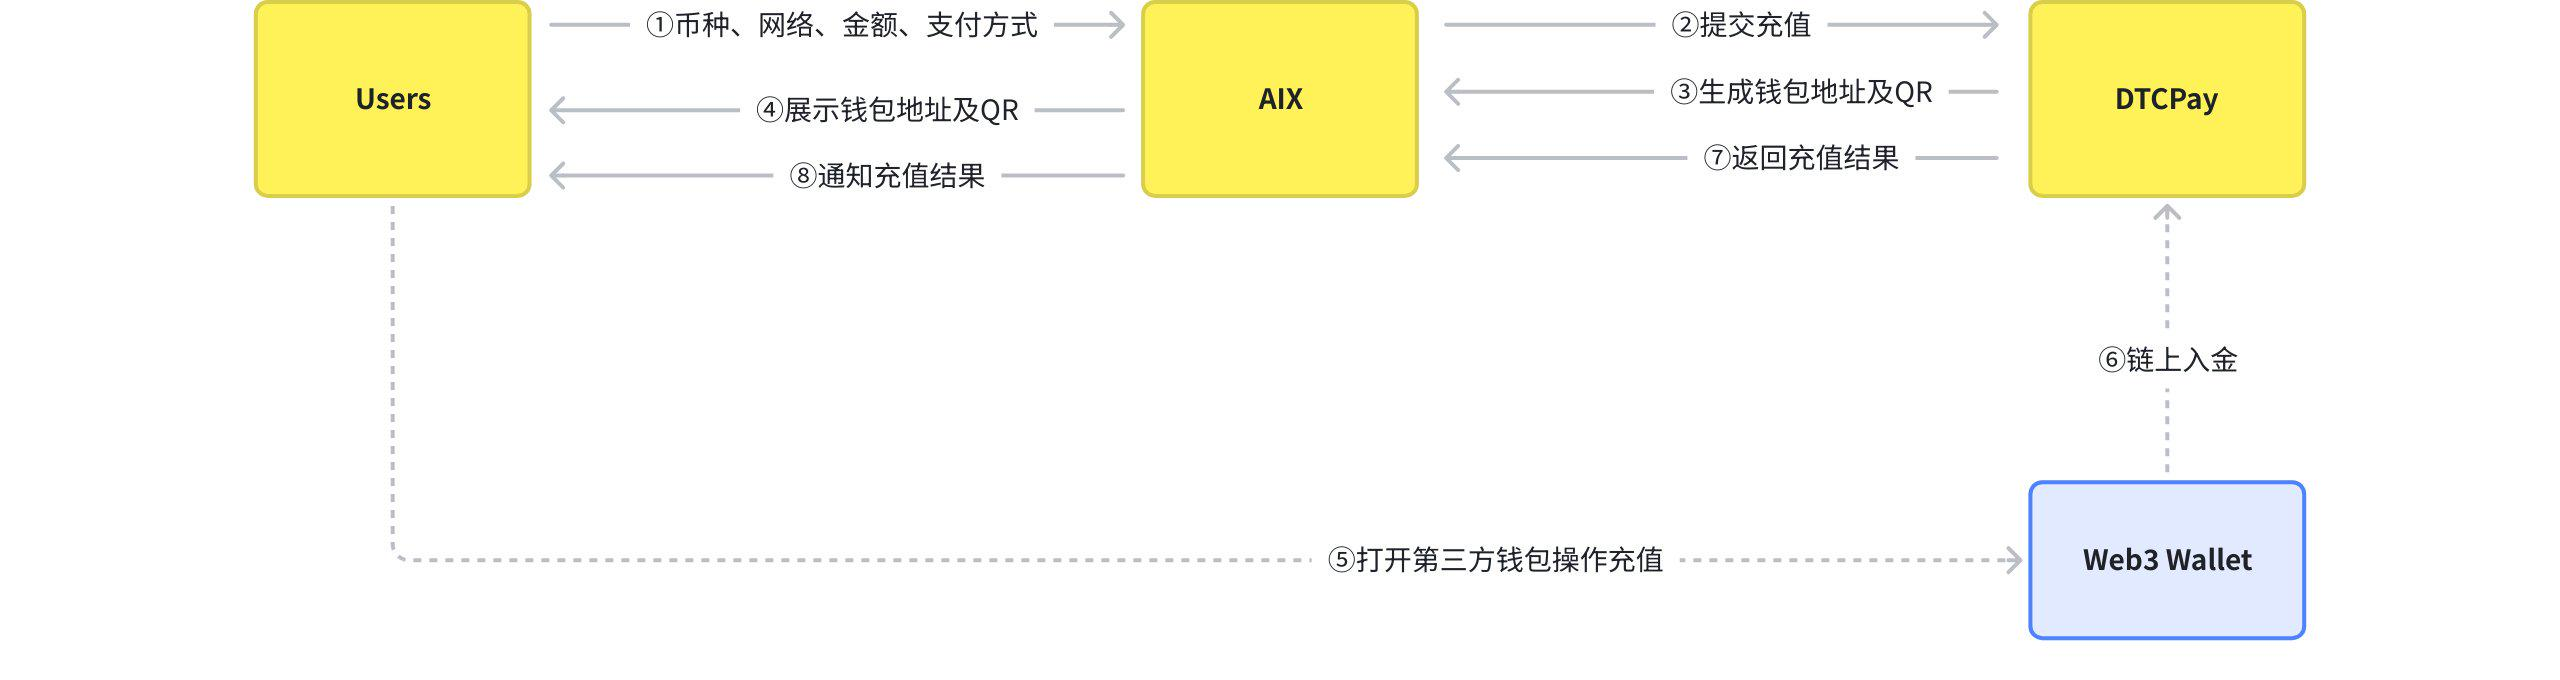 Users
①币种、网络、金额、支付方式
④展示钱包地址及QR
⑧通知充值结果
AIX
②提交充值
③生成钱包地址及QR
⑦返回充值结果
DTCPay
⑥链上入金
⑤打开第三方钱包操作充值
Web3 Wallet